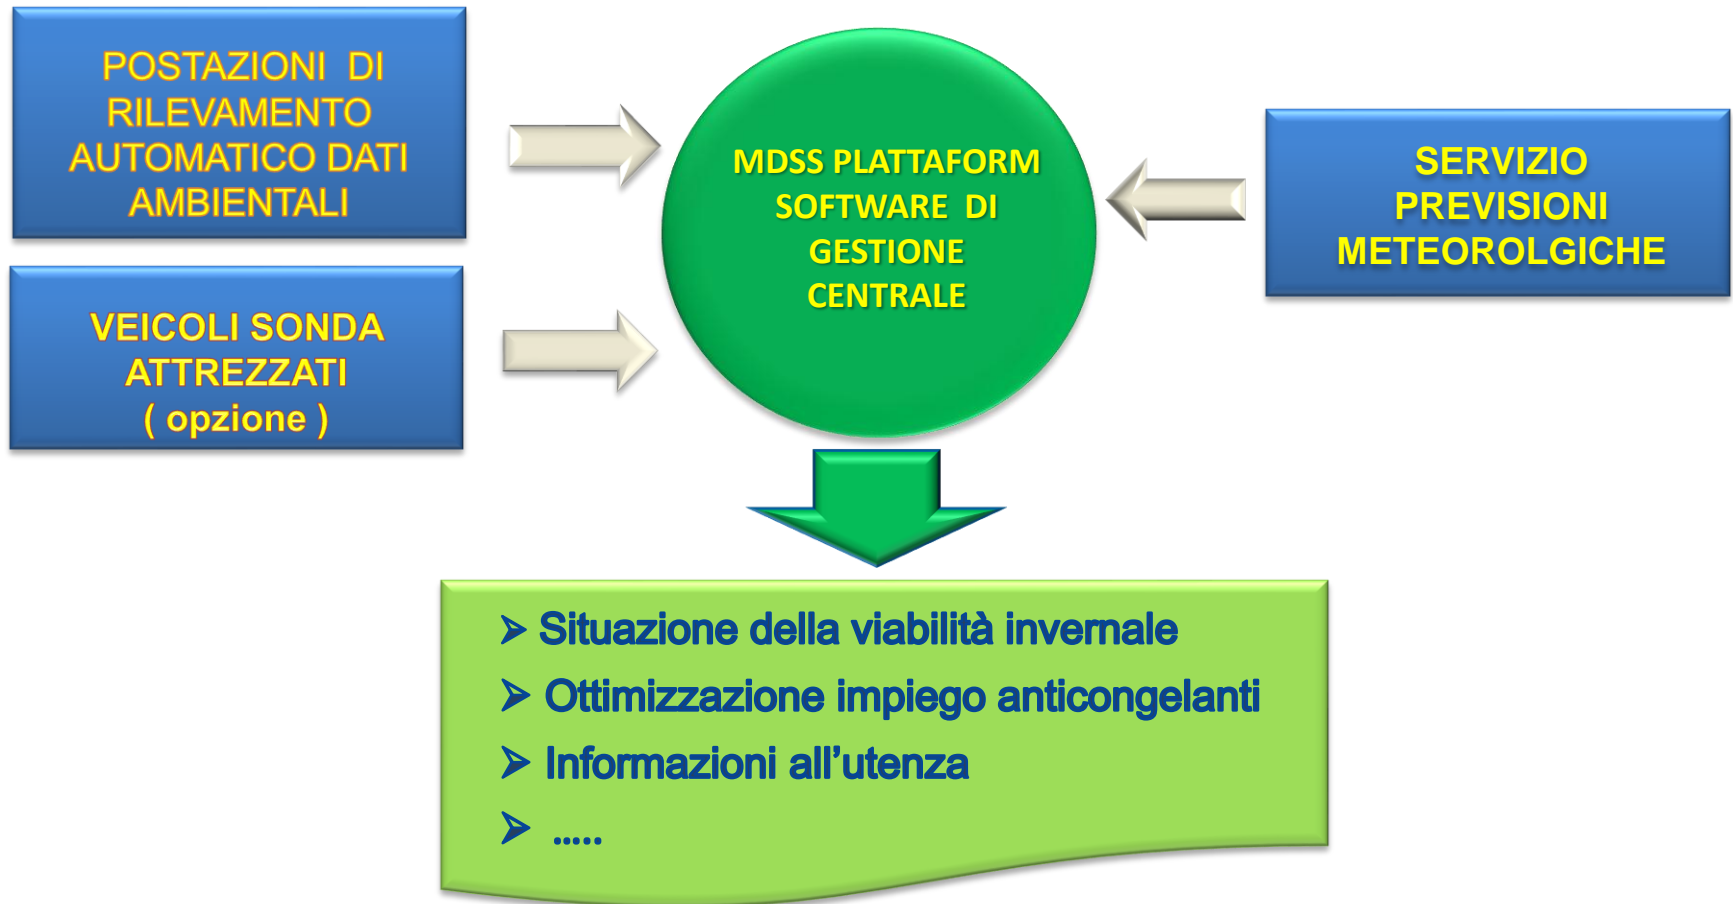 POSTAZIONI DI
RILEVAMENTO
AUTOMATICO DATI
AMBIENTALI
VEICOLI SONDA
ATTREZZATI
( opzione )
MDSS PLATTAFORM
SOFTWARE DI
GESTIONE
CENTRALE
SERVIZIO
PREVISIONI
METEOROLGICHE
➢ Situazione della viabilità invernale
➢ Ottimizzazione impiego anticongelanti
➢ Informazioni all’utenza
➢ .....